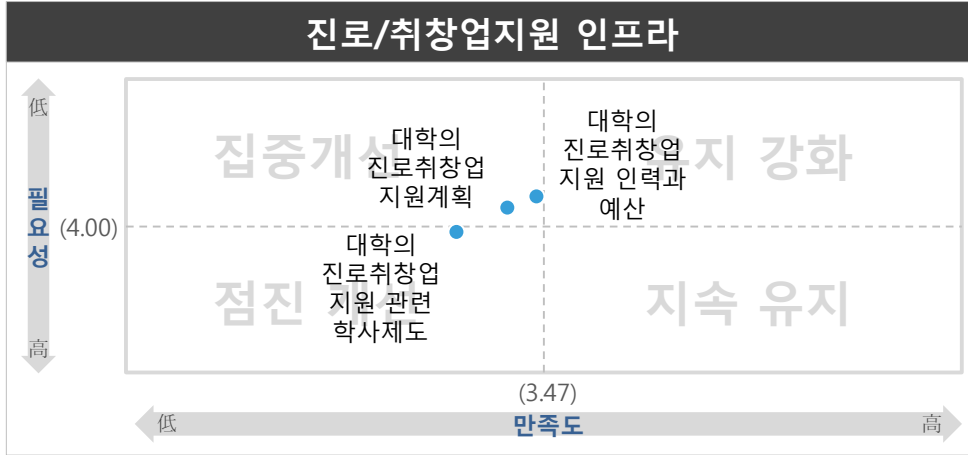 진로/취창업지원 인프라
低
필
요
성
(4.00)
高
집중개선
유지 강화
점진 개선
지속 유지
대학의
진로취창업
지원계획
대학의
진로취창업
지원 인력과
예산
대학의
진로취창업
지원 관련
학사제도
(3.47)
低
만족도
高